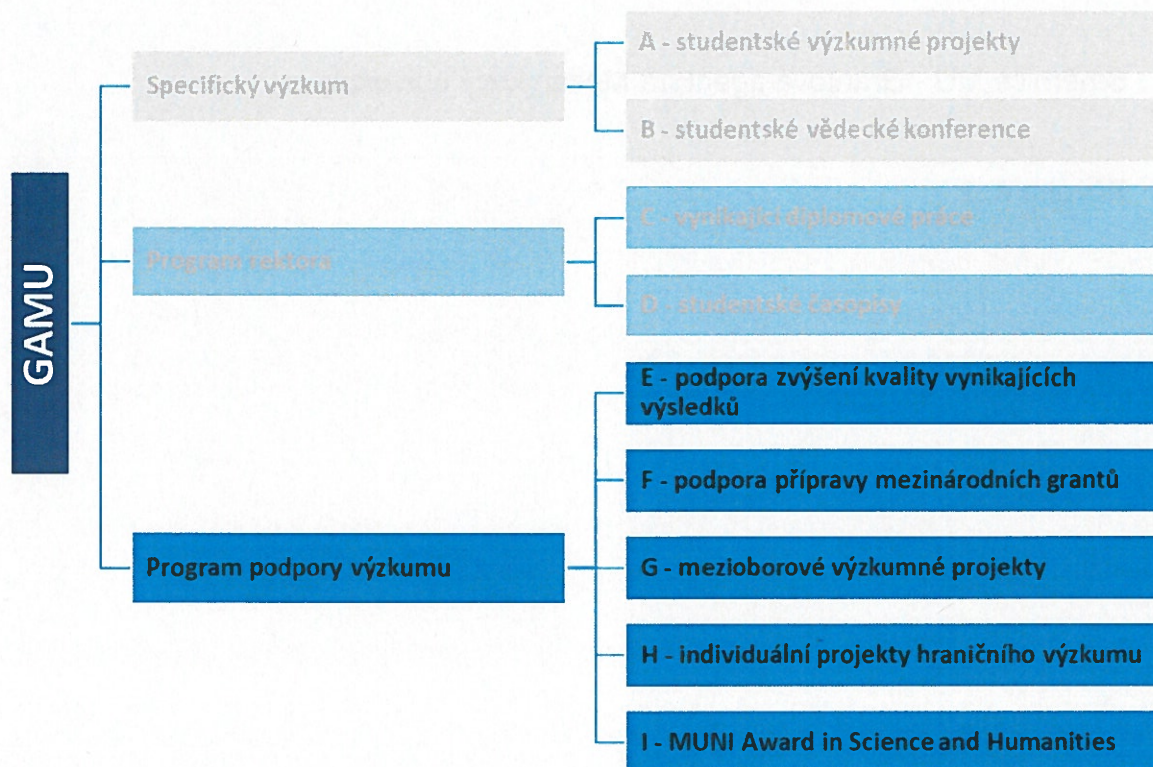 GAMU
Specifický výzkum
A - studentské výzkumné projekty
B - studentské vědecké konference
Program rektora
C - vynikající diplomové práce
D - studentské časopisy
Program podpory výzkumu
E - podpora zvýšení kvality vynikajících
výsledků
F - podpora přípravy mezinárodních grantů
G - mezioborové výzkumné projekty
H - individuální projekty hraničního výzkumu
I - MUNI Award in Science and Humanities